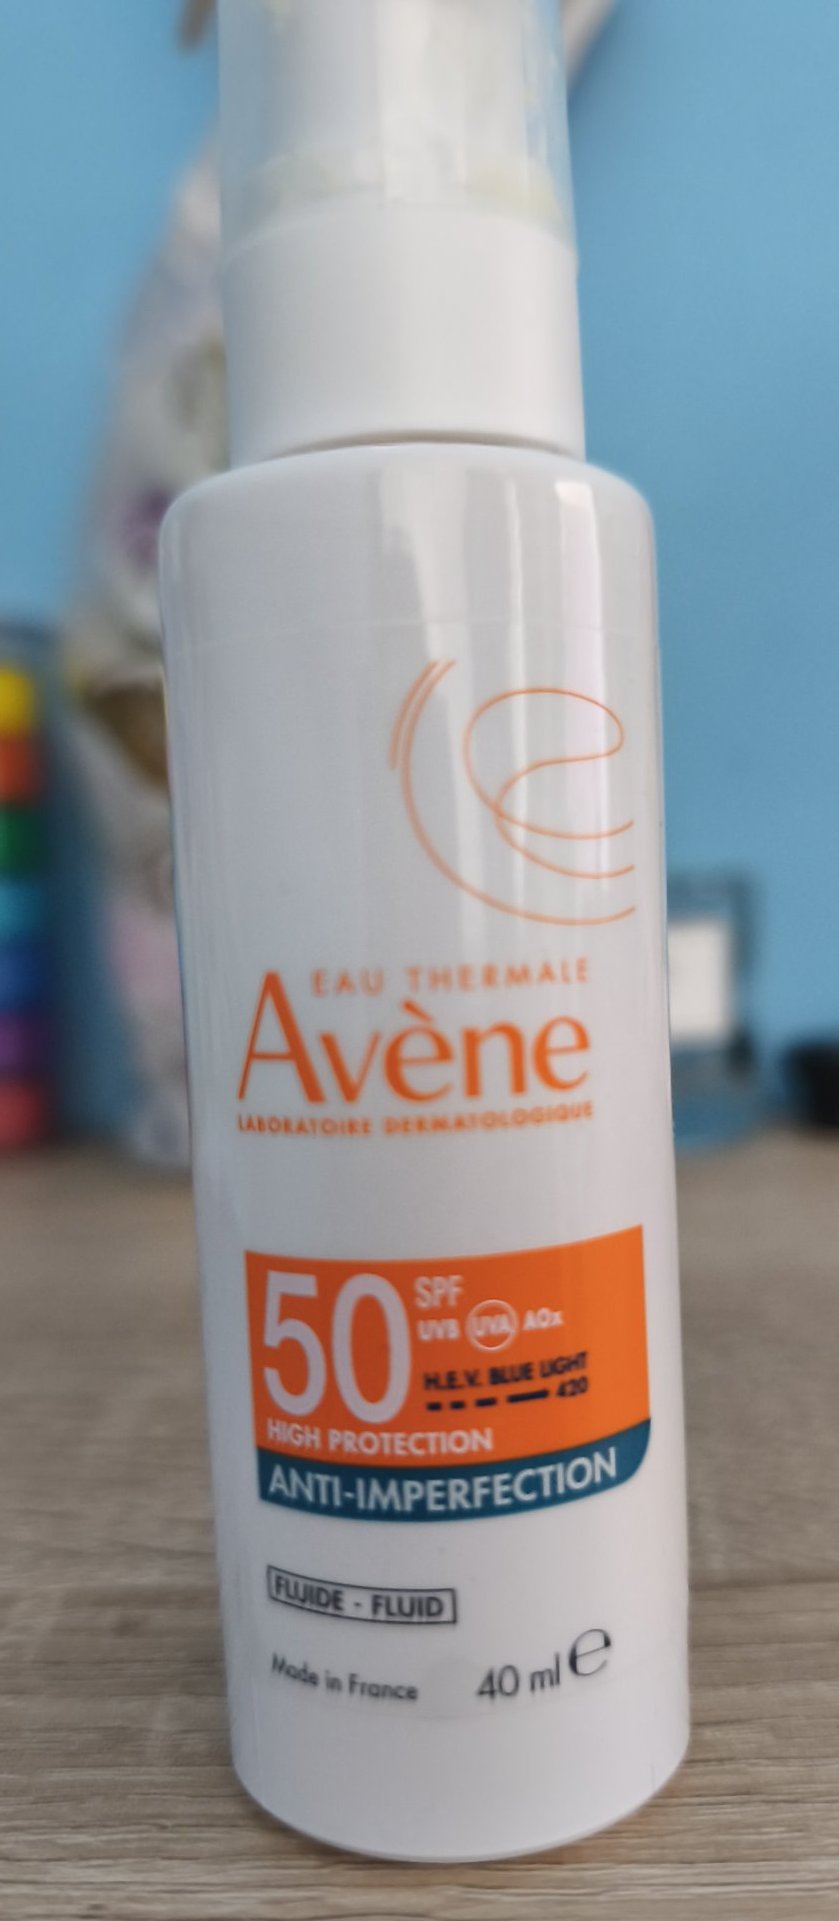 EAU THERMALE
Avène
LABORATOIRE DERMATOLOGIQUE
50 SPF
UVB UVA AOx
H.E.V. BLUE LIGHT
420
HIGH PROTECTION
ANTI-IMPERFECTION
FLUIDE - FLUID
Made in France 40 ml e